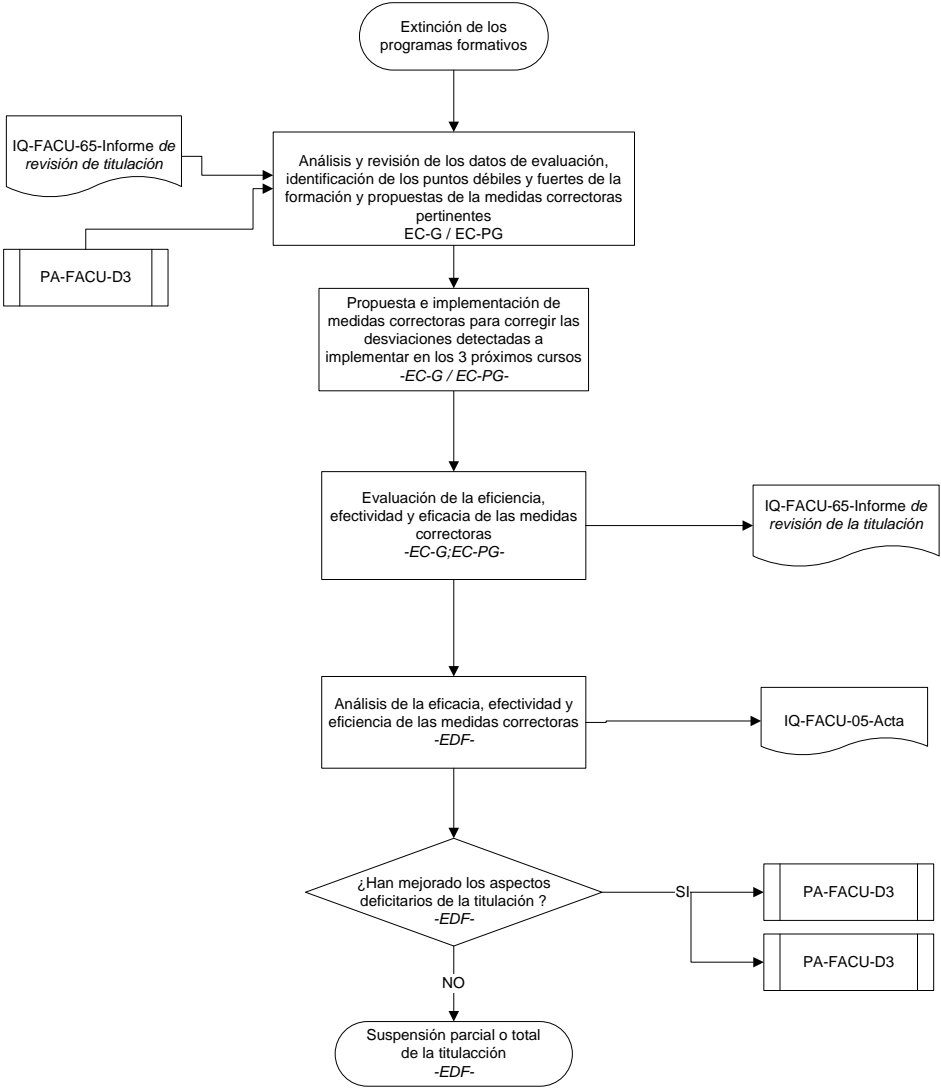 Extinción de los
programas formativos
IQ-FACU-65-Informe de
revisión de titulación
Análisis y revisión de los datos de evaluación,
identificación de los puntos débiles y fuertes de la
formación y propuestas de la medidas correctoras
pertinentes
EC-G / EC-PG
PA-FACU-D3
Propuesta e implementación de
medidas correctoras para corregir las
desviaciones detectadas a
implementar en los 3 próximos cursos
-EC-G / EC-PG-
Evaluación de la eficiencia,
efectividad y eficacia de las medidas
correctoras
-EC-G;EC-PG-
IQ-FACU-65-Informe de
revisión de la titulación
Análisis de la eficacia, efectividad y
eficiencia de las medidas correctoras
-EDF-
IQ-FACU-05-Acta
¿Han mejorado los aspectos
deficitarios de la titulación ?
-EDF-
SI
PA-FACU-D3
PA-FACU-D3
NO
Suspensión parcial o total
de la titulacción
-EDF-